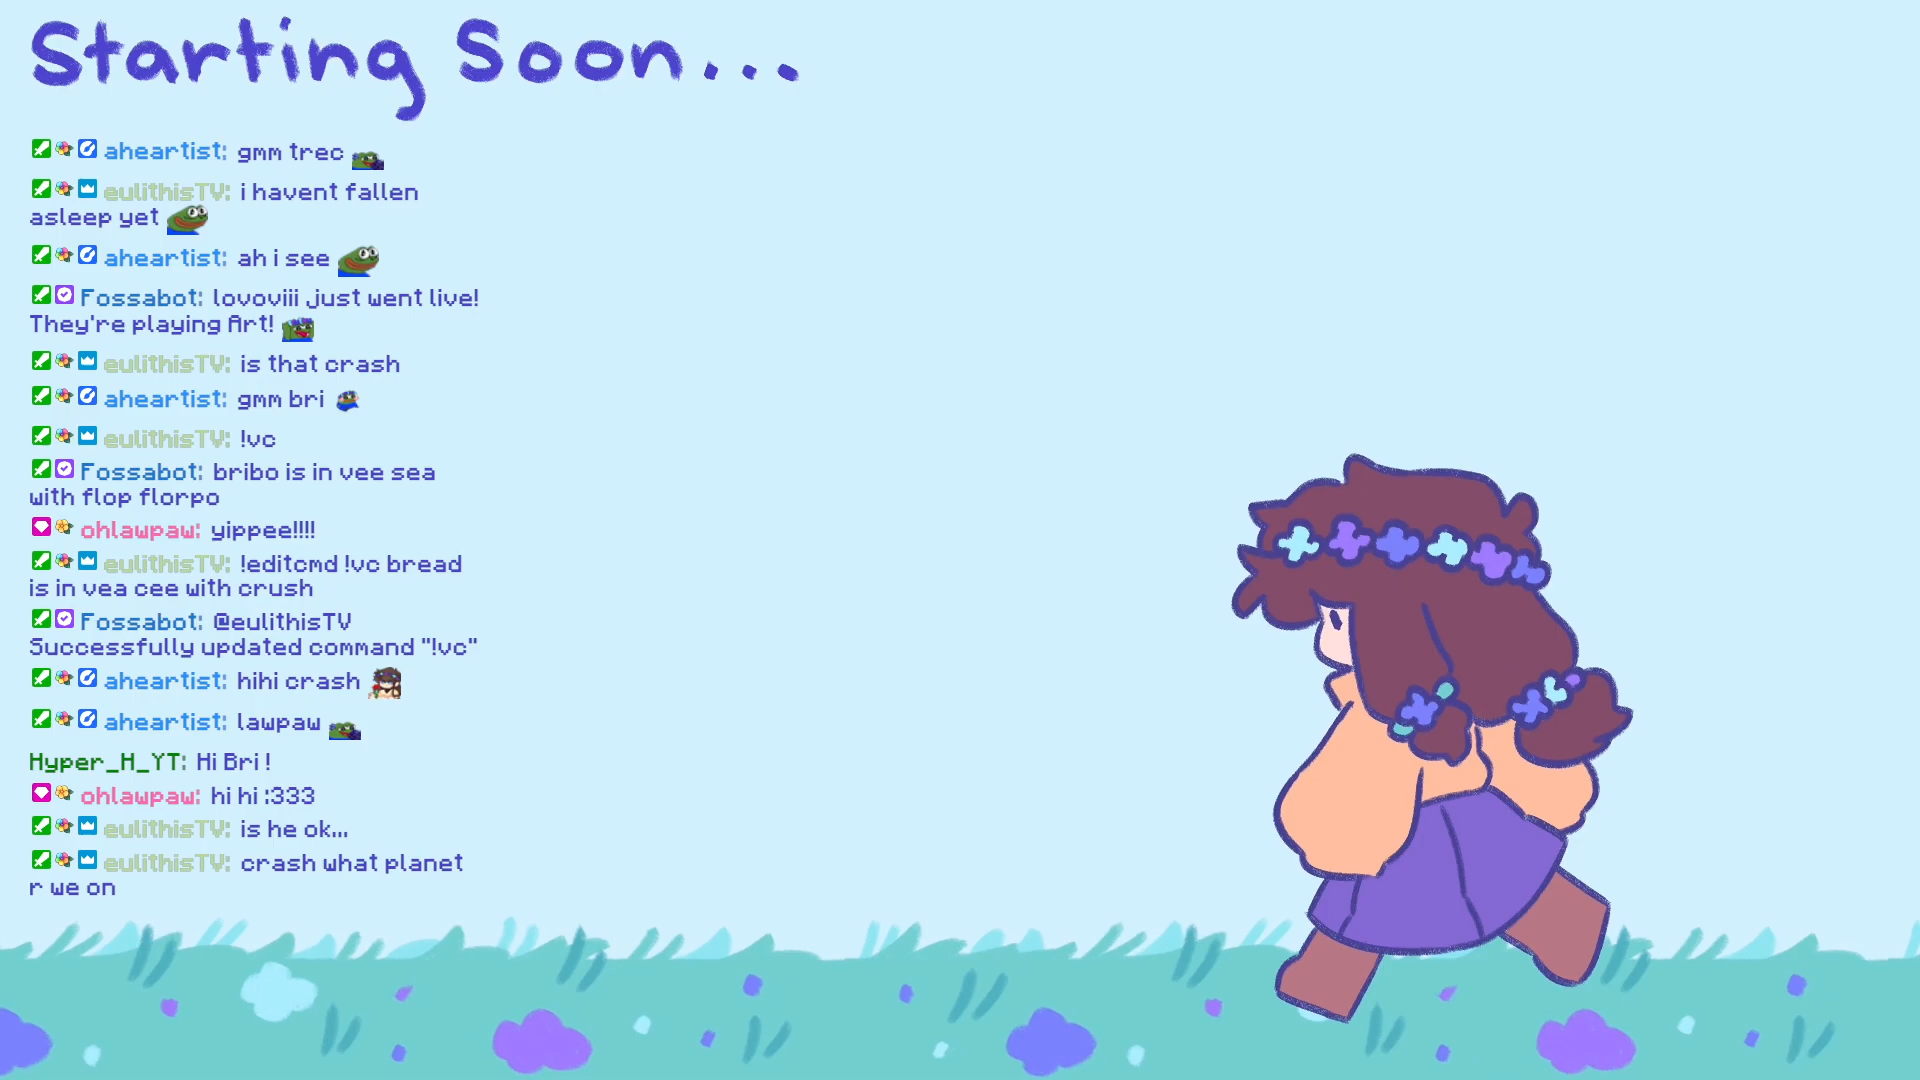 Starting Soon...
aheartist: gmm trec
eulithisTV: i havent fallen
asleep yet
aheartist: ah i see
Fossabot: lovoviii just went live!
They're playing Art!
eulithisTV: is that crash
aheartist: gmm bri
eulithisTV: !vc
Fossabot: bribo is in vee sea
with flop florpo
ohlawpaw: yippee!!!!
eulithisTV: !editcmd !vc bread
is in vea cee with crush
Fossabot: @eulithisTV
Successfully updated command "!vc"
aheartist: hihi crash
aheartist: lawpaw
Hyper_H_YT: Hi Bri !
ohlawpaw: hi hi :333
eulithisTV: is he ok...
eulithisTV: crash what planet
r we on